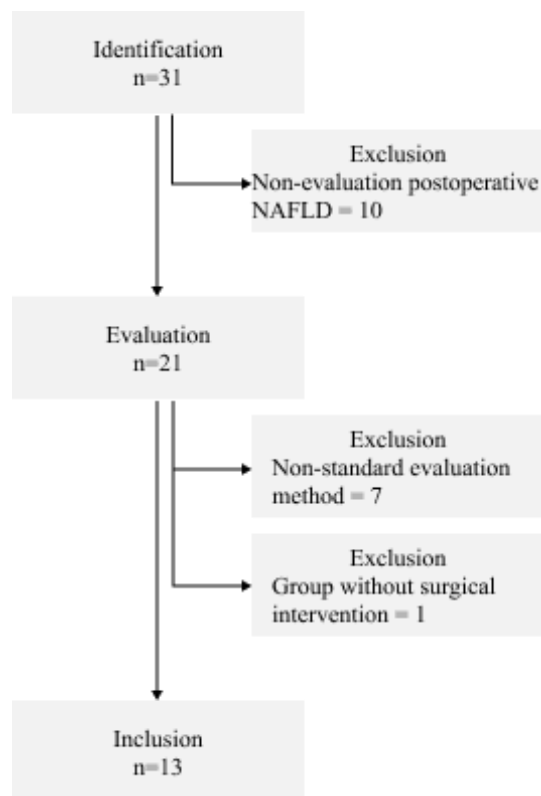 Identification
n=31
Exclusion
Non-evaluation postoperative
NAFLD = 10
Evaluation
n=21
Exclusion
Non-standard evaluation
method = 7
Exclusion
Group without surgical
intervention = 1
Inclusion
n=13